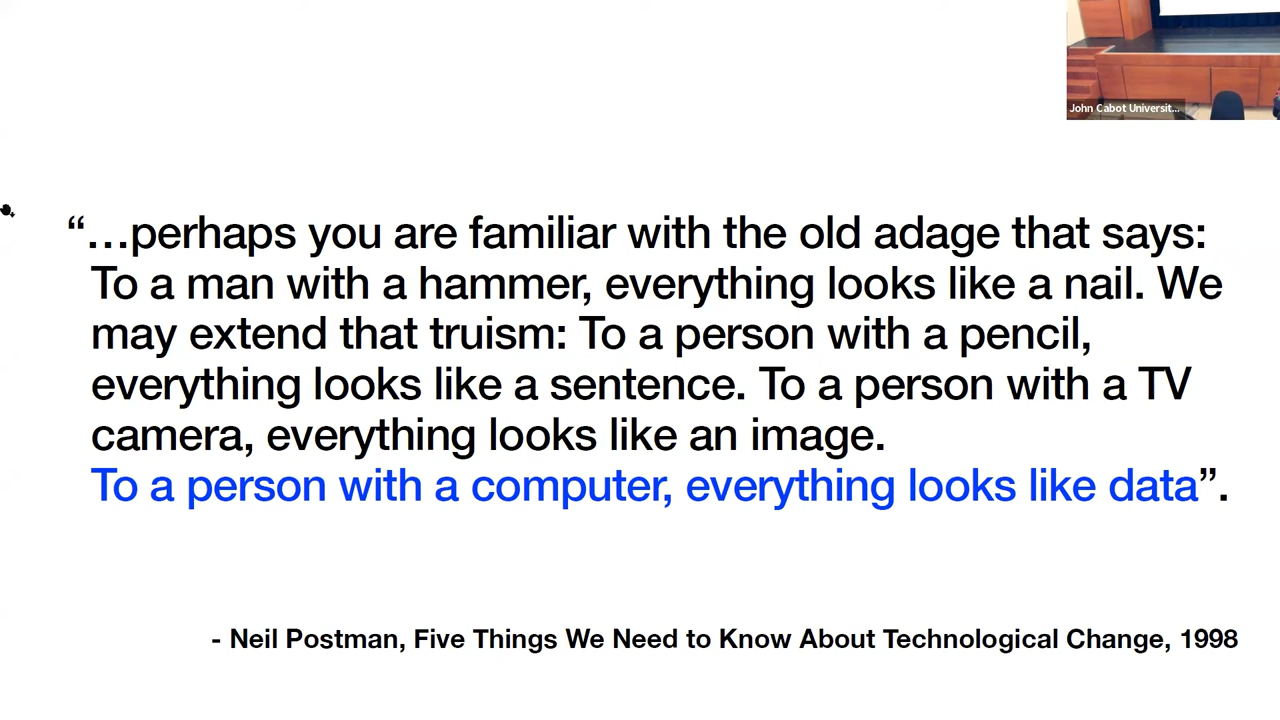 John Cabot Universit...
“…perhaps you are familiar with the old adage that says:
To a man with a hammer, everything looks like a nail. We
may extend that truism: To a person with a pencil,
everything looks like a sentence. To a person with a TV
camera, everything looks like an image.
To a person with a computer, everything looks like data”.
- Neil Postman, Five Things We Need to Know About Technological Change, 1998